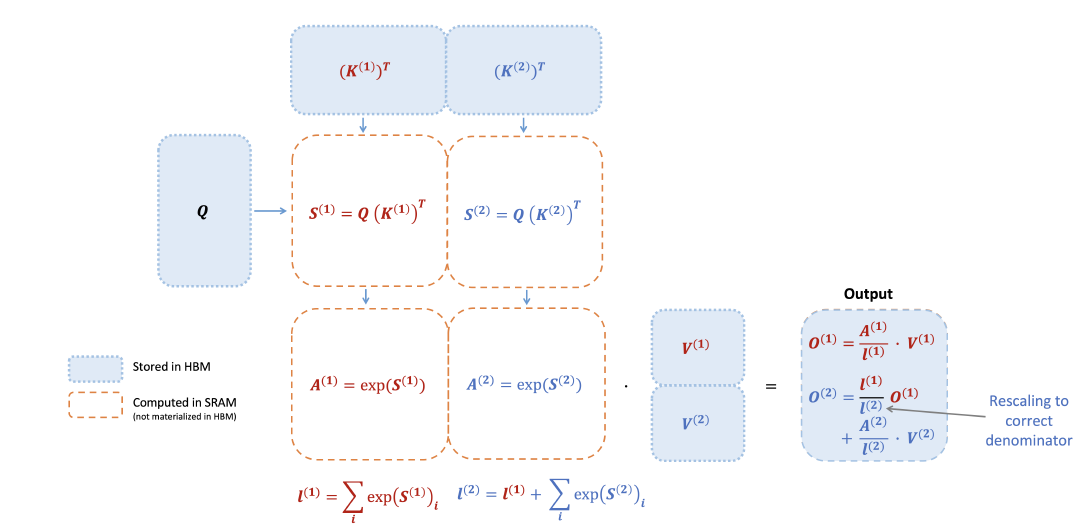 (K⁽¹⁾)ᵀ
(K⁽²⁾)ᵀ
Q
S⁽¹⁾ = Q (K⁽¹⁾)ᵀ
S⁽²⁾ = Q (K⁽²⁾)ᵀ
Output
Stored in HBM
Computed in SRAM
(not materialized in HBM)
A⁽¹⁾ = exp(S⁽¹⁾)
A⁽²⁾ = exp(S⁽²⁾)
·
V⁽¹⁾
V⁽²⁾
=
O⁽¹⁾ = A⁽¹⁾/l⁽¹⁾ · V⁽¹⁾
O⁽²⁾ = l⁽¹⁾/l⁽²⁾ O⁽¹⁾
+ A⁽²⁾/l⁽²⁾ · V⁽²⁾
Rescaling to
correct
denominator
l⁽¹⁾ = ∑ᵢ exp(S⁽¹⁾)ᵢ
l⁽²⁾ = l⁽¹⁾ + ∑ᵢ exp(S⁽²⁾)ᵢ